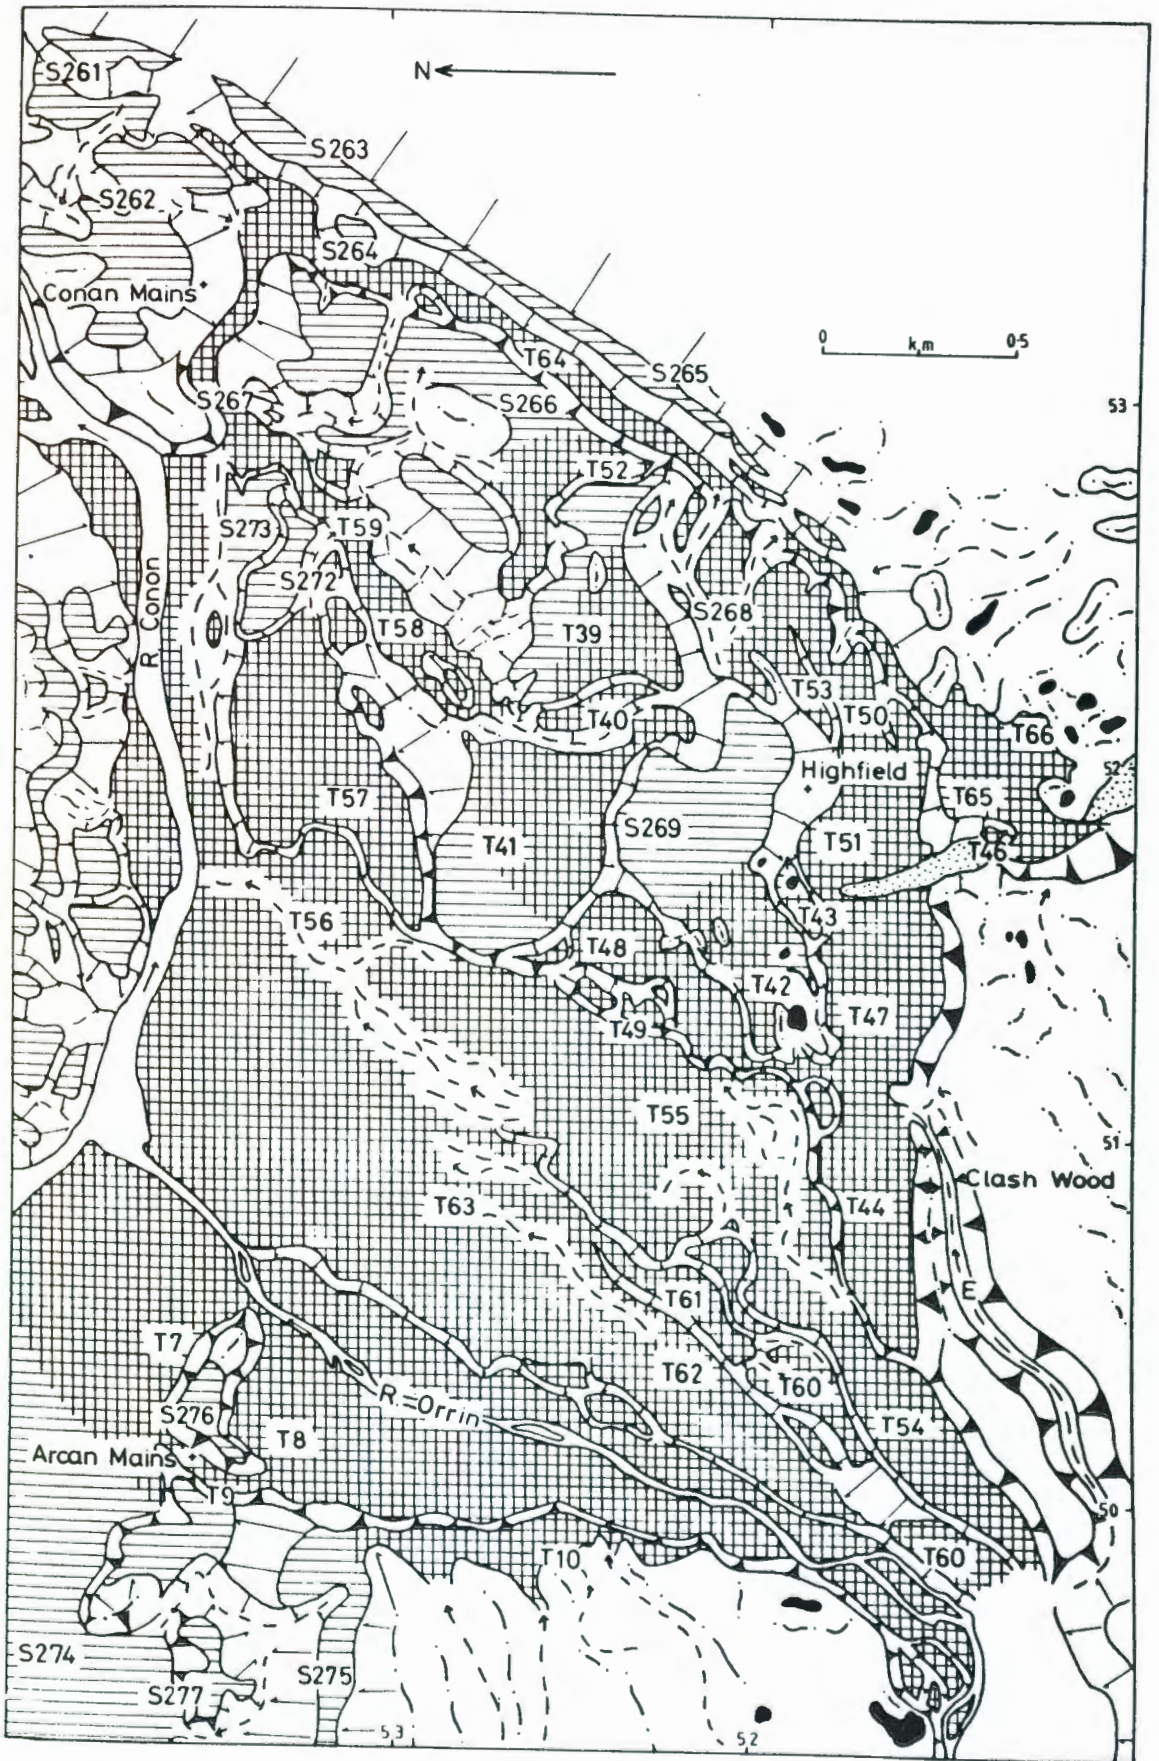 S261
N
S263
S262
S264
Conan Mains
0 k.m 0·5
T64
S265
S267
S266
53
T52
S273
T59
R. Conon
S272
S268
T58
T39
T53
T40
T50
T66
52
Highfield
T57
T65
S269
T41
T51
T46
T56
T43
T48
T42
T47
T49
T55
51
Clash Wood
T63
T44
E
T61
T7
T62
T60
R. Orrin
S276
T8
T54
Arcan Mains
T9
50
T10
T60
S274
S275
S277
53
52